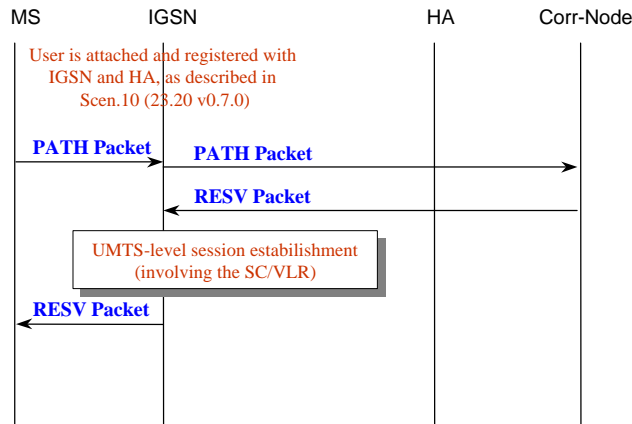 MS IGSN HA Corr-Node
User is attached and registered with
IGSN and HA, as described in
Scen.10 (23.20 v0.7.0)
PATH Packet
PATH Packet
RESV Packet
UMTS-level session estabilishment
(involving the SC/VLR)
RESV Packet